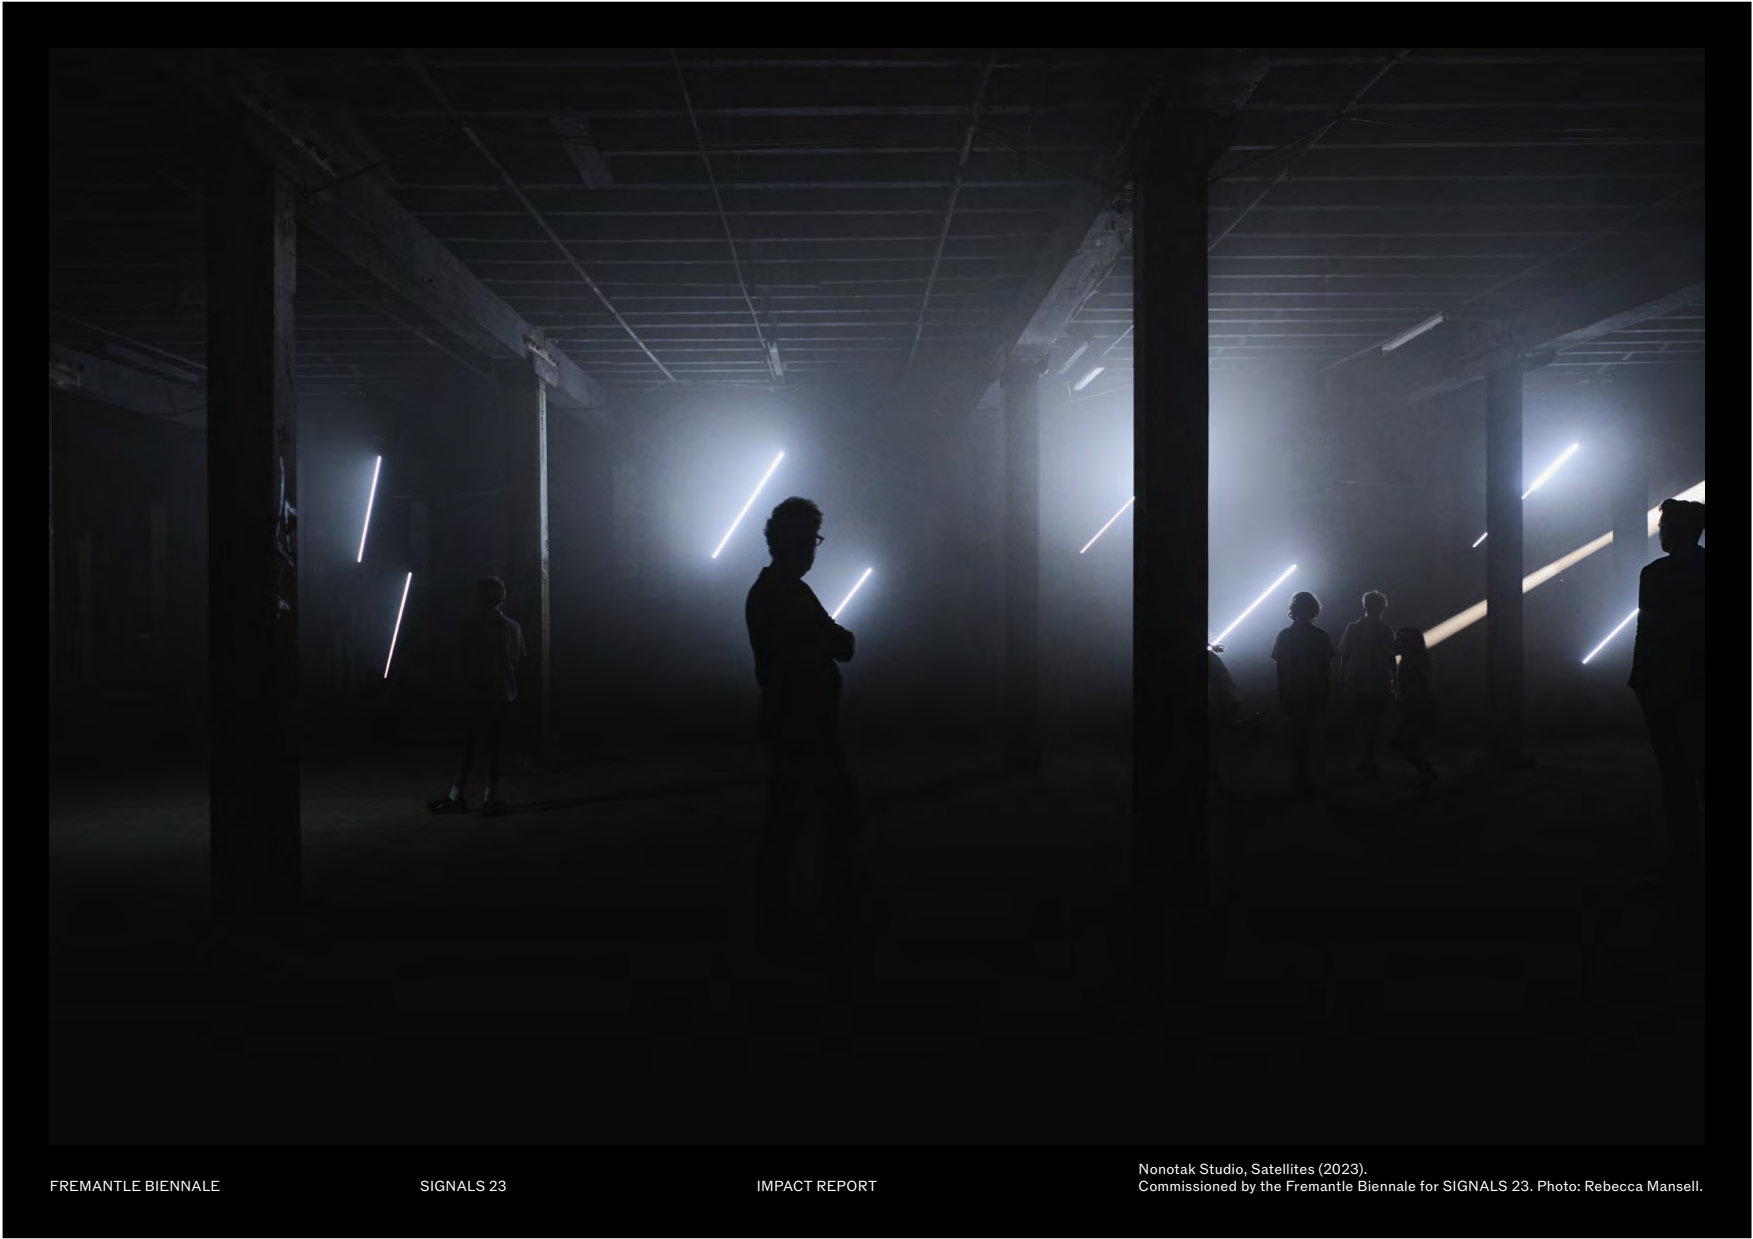 FREMANTLE BIENNALE
SIGNALS 23
IMPACT REPORT
Nonotak Studio, Satellites (2023).
Commissioned by the Fremantle Biennale for SIGNALS 23. Photo: Rebecca Mansell.